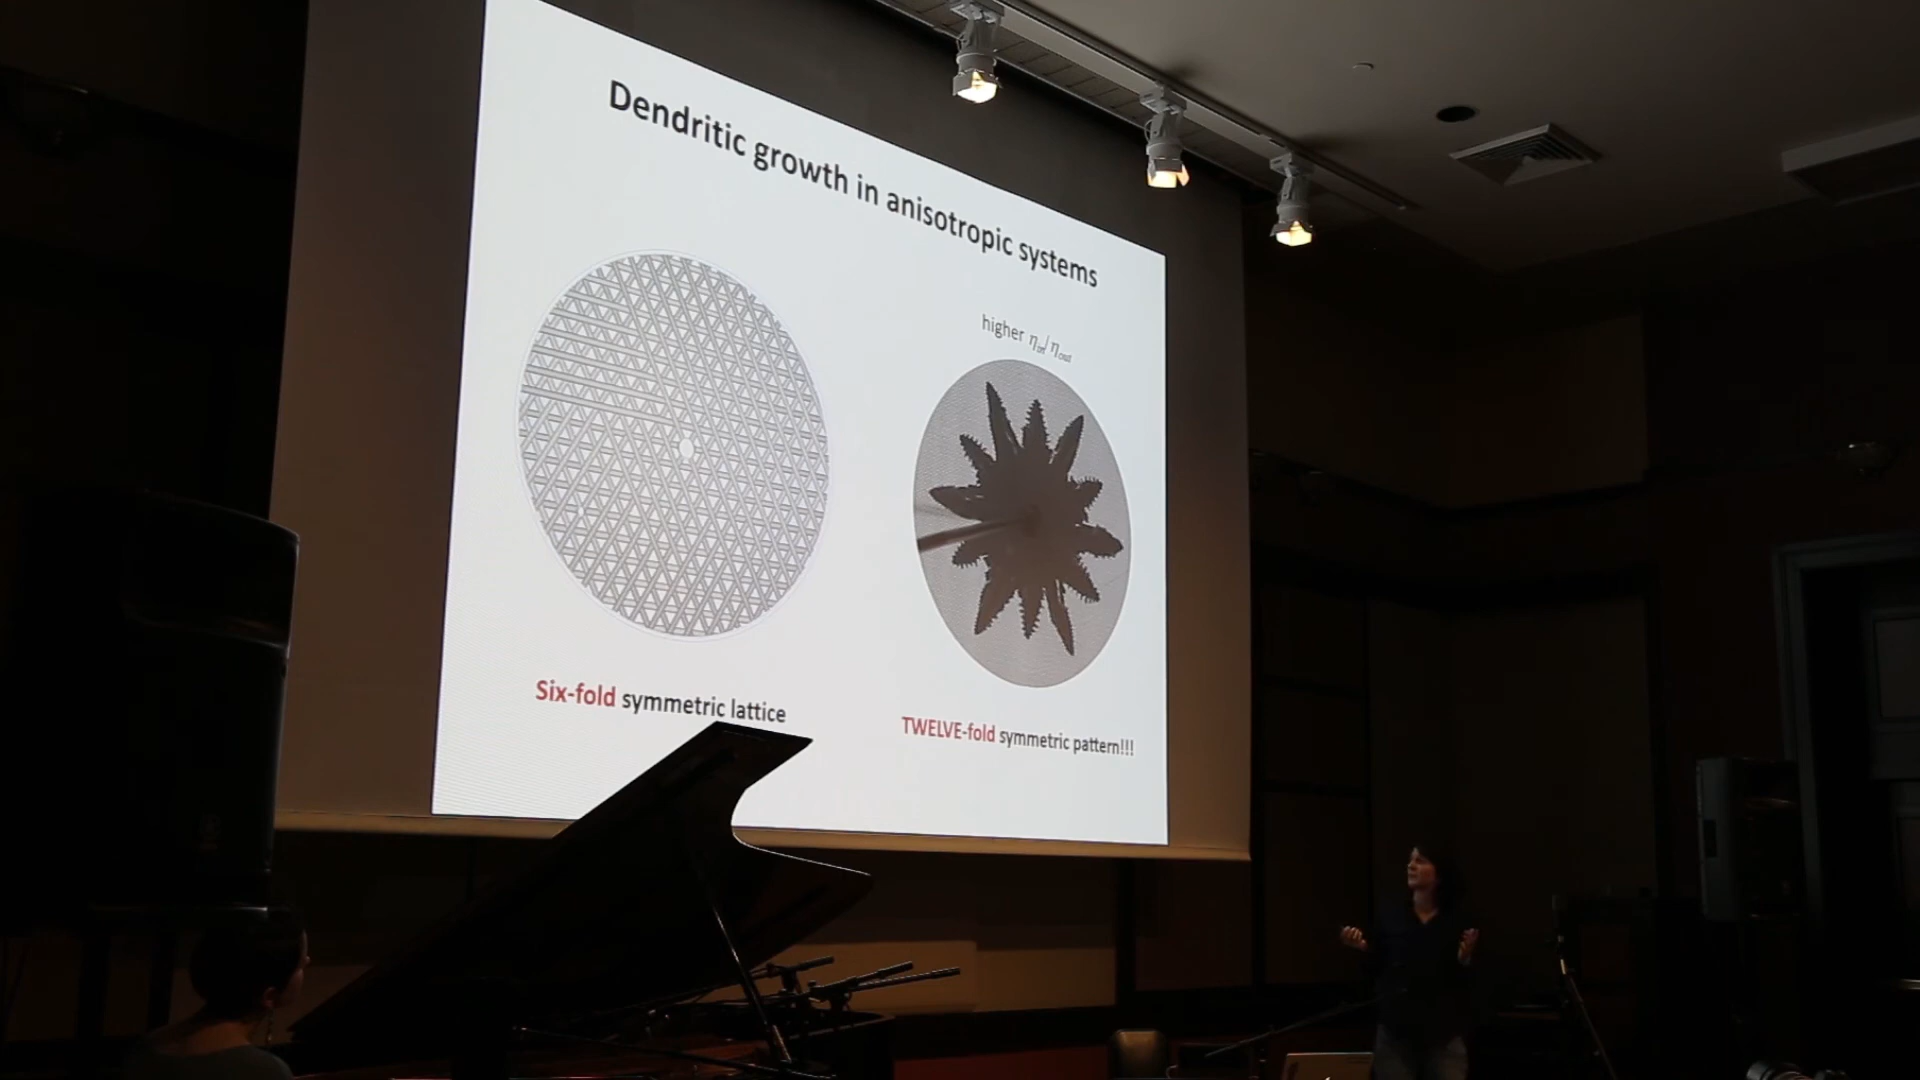 Dendritic growth in anisotropic systems
higher η_in/η_out
Six-fold symmetric lattice
TWELVE-fold symmetric pattern!!!